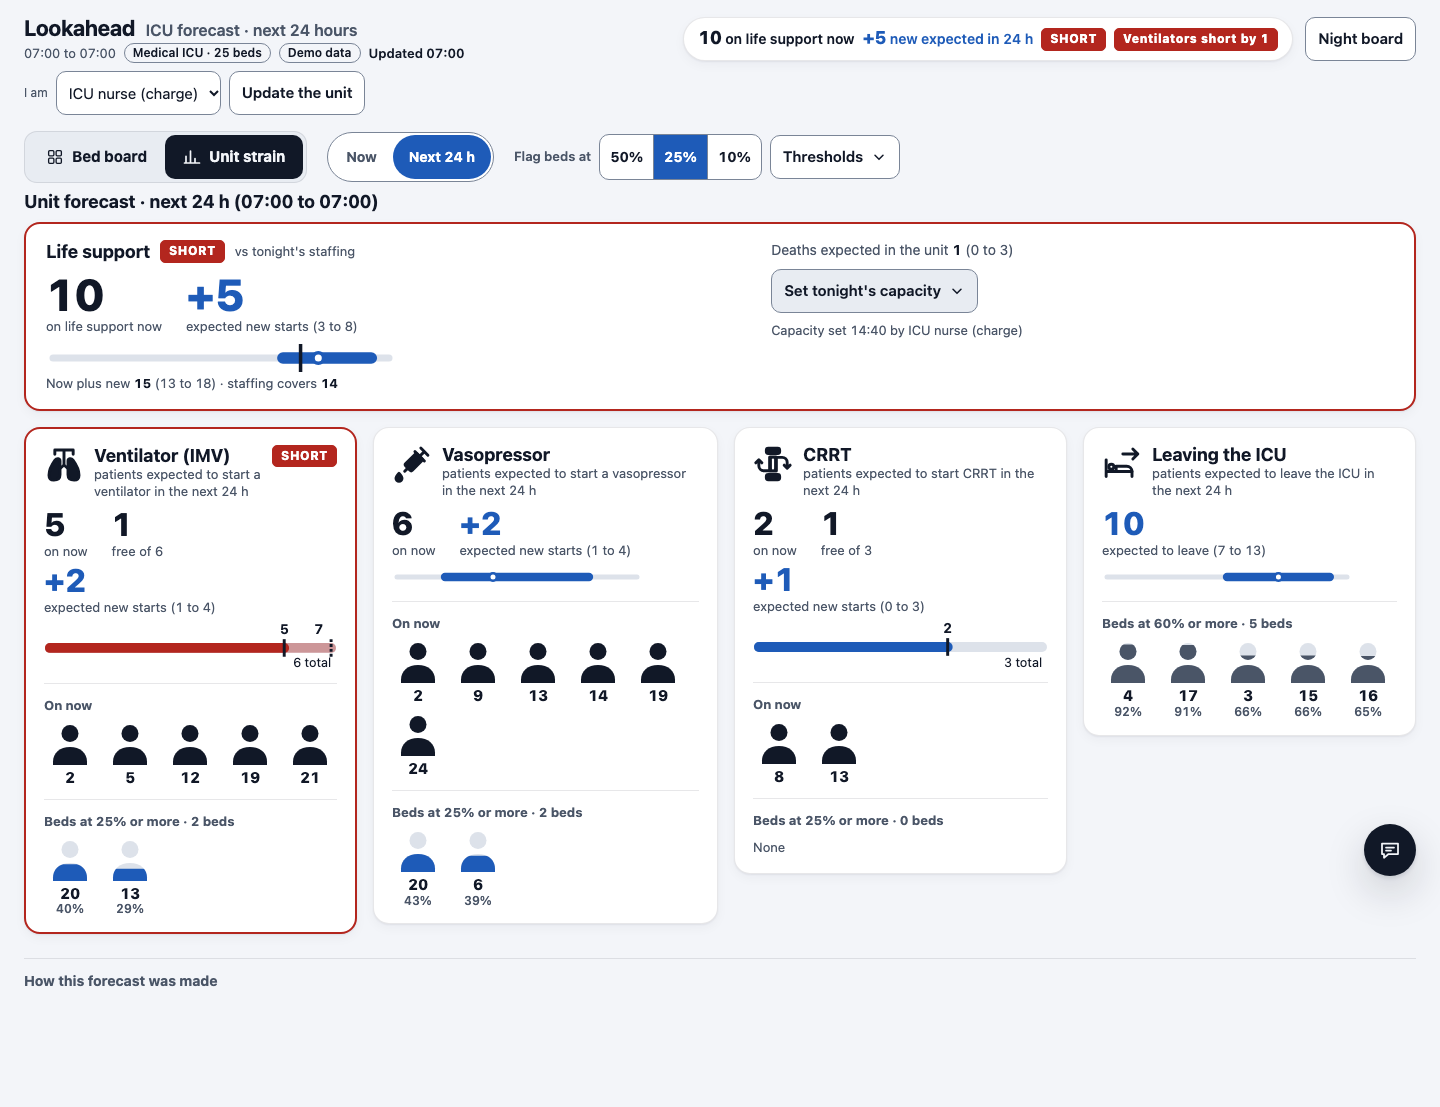 Lookahead ICU forecast · next 24 hours
07:00 to 07:00 Medical ICU · 25 beds Demo data Updated 07:00
10 on life support now +5 new expected in 24 h SHORT Ventilators short by 1
Night board
I am ICU nurse (charge) Update the unit
Bed board Unit strain Now Next 24 h Flag beds at 50% 25% 10% Thresholds
Unit forecast · next 24 h (07:00 to 07:00)
Life support SHORT vs tonight's staffing
10 +5
on life support now expected new starts (3 to 8)
Now plus new 15 (13 to 18) · staffing covers 14
Deaths expected in the unit 1 (0 to 3)
Set tonight's capacity
Capacity set 14:40 by ICU nurse (charge)
Ventilator (IMV) SHORT
patients expected to start a
ventilator in the next 24 h
5 1
on now free of 6
+2
expected new starts (1 to 4)
5 7
6 total
On now
2 5 12 19 21
Beds at 25% or more · 2 beds
20 13
40% 29%
Vasopressor
patients expected to start a vasopressor
in the next 24 h
6 +2
on now expected new starts (1 to 4)
On now
2 9 13 14 19
24
Beds at 25% or more · 2 beds
20 6
43% 39%
CRRT
patients expected to start CRRT in the
next 24 h
2 1
on now free of 3
+1
expected new starts (0 to 3)
2
3 total
On now
8 13
Beds at 25% or more · 0 beds
None
Leaving the ICU
patients expected to leave the ICU in
the next 24 h
10
expected to leave (7 to 13)
Beds at 60% or more · 5 beds
4 17 3 15 16
92% 91% 66% 66% 65%
How this forecast was made